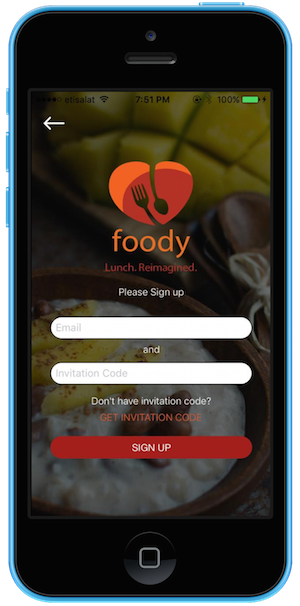 etisalat 7:51 PM 100%
foody
Lunch. Reimagined.
Please Sign up
Email
and
Invitation Code
Don't have invitation code?
GET INVITATION CODE
SIGN UP